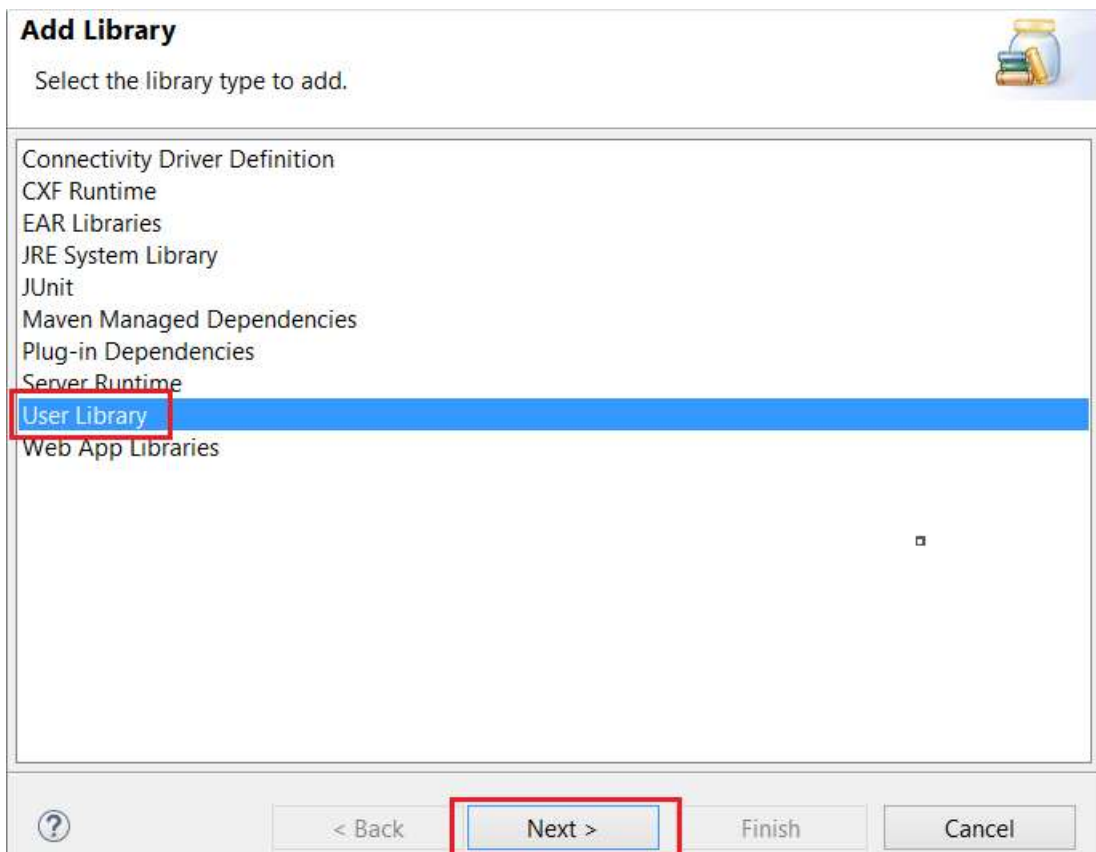 Add Library
Select the library type to add.
Connectivity Driver Definition
CXF Runtime
EAR Libraries
JRE System Library
JUnit
Maven Managed Dependencies
Plug-in Dependencies
Server Runtime
User Library
Web App Libraries
? < Back Next > Finish Cancel